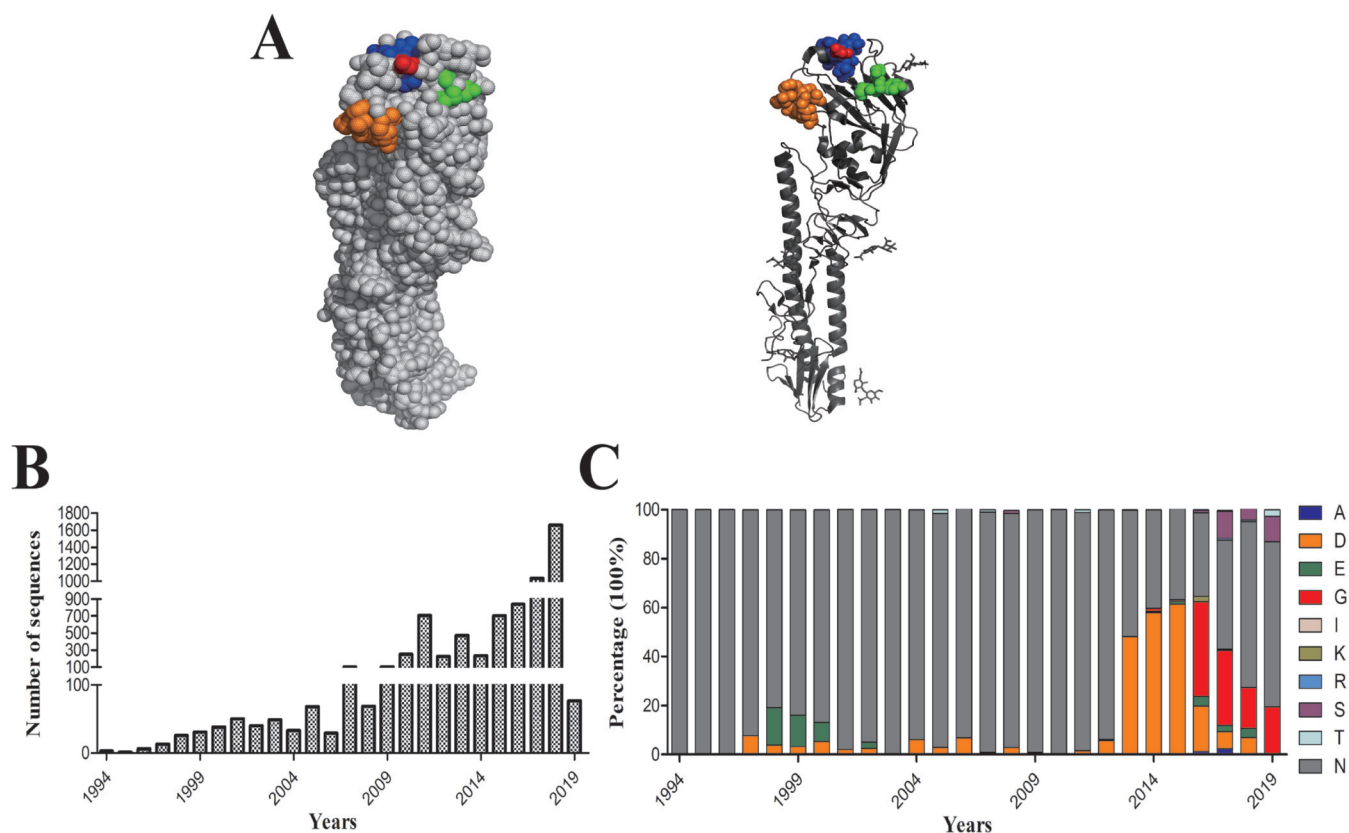 A
B
Number of sequences
1800
1600
1400
1200
1000
900
700
500
300
100
100
0
1994
1999
2004
2009
2014
2019
Years
C
Percentage (100%)
100
80
60
40
20
0
1994
1999
2004
2009
2014
2019
Years
A
D
E
G
I
K
R
S
T
N